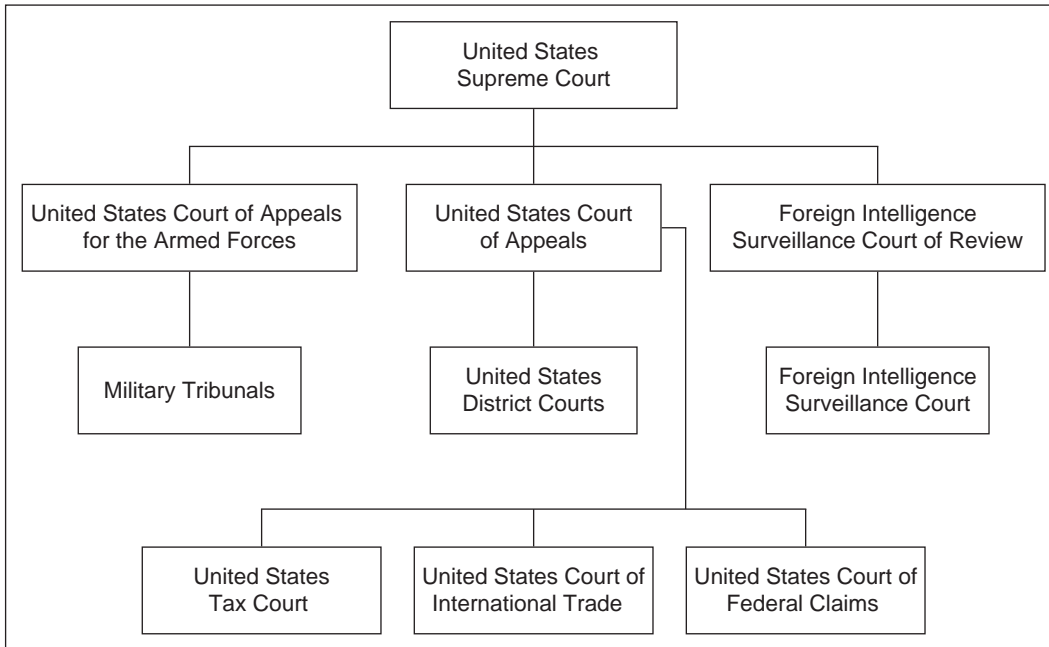 United States
Supreme Court
United States Court of Appeals
for the Armed Forces
United States Court
of Appeals
Foreign Intelligence
Surveillance Court of Review
Military Tribunals
United States
District Courts
Foreign Intelligence
Surveillance Court
United States
Tax Court
United States Court of
International Trade
United States Court of
Federal Claims